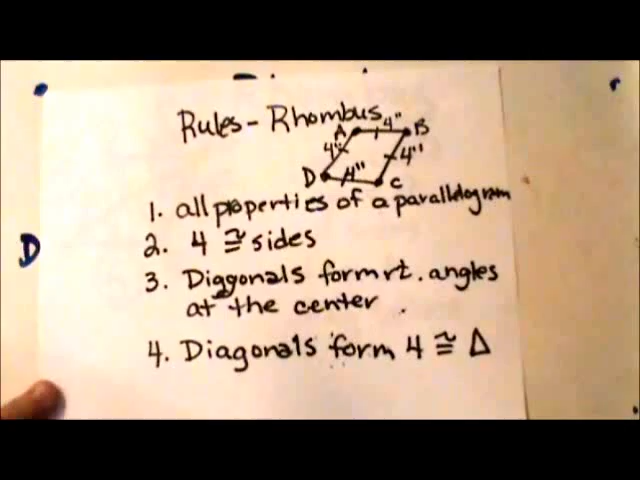 Rules - Rhombus
A 4" B
4" 4"
D 4" C
1. all properties of a parallelogram
2. 4 ≅ sides
3. Diagonals form rt. angles
at the center
4. Diagonals form 4 ≅ Δ
D